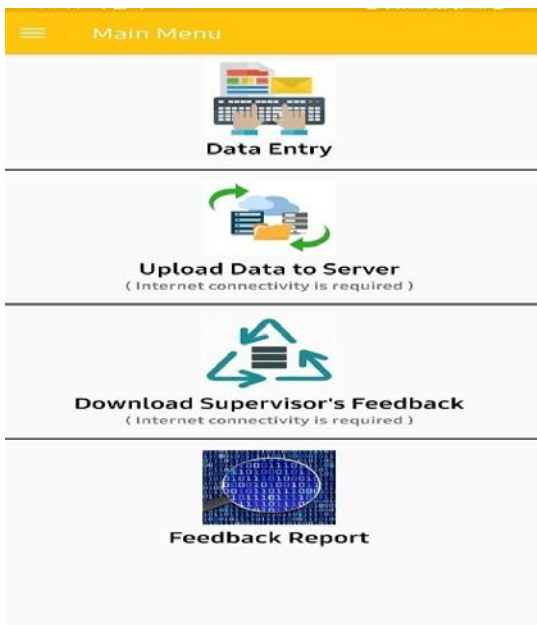 Main Menu
Data Entry
Upload Data to Server
( Internet connectivity is required )
Download Supervisor's Feedback
( Internet connectivity is required )
Feedback Report